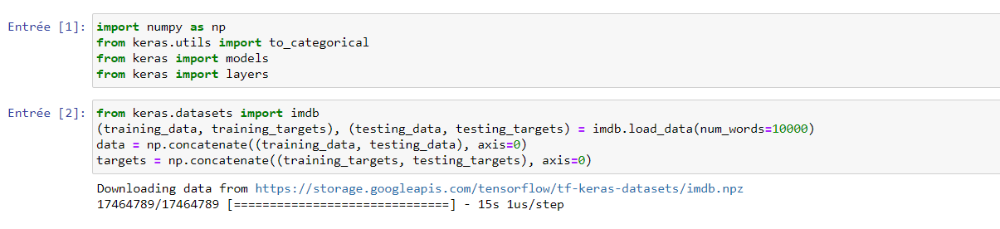 Entrée [1]: import numpy as np
from keras.utils import to_categorical
from keras import models
from keras import layers
Entrée [2]: from keras.datasets import imdb
(training_data, training_targets), (testing_data, testing_targets) = imdb.load_data(num_words=10000)
data = np.concatenate((training_data, testing_data), axis=0)
targets = np.concatenate((training_targets, testing_targets), axis=0)
Downloading data from https://storage.googleapis.com/tensorflow/tf-keras-datasets/imdb.npz
17464789/17464789 [==============================] - 15s 1us/step